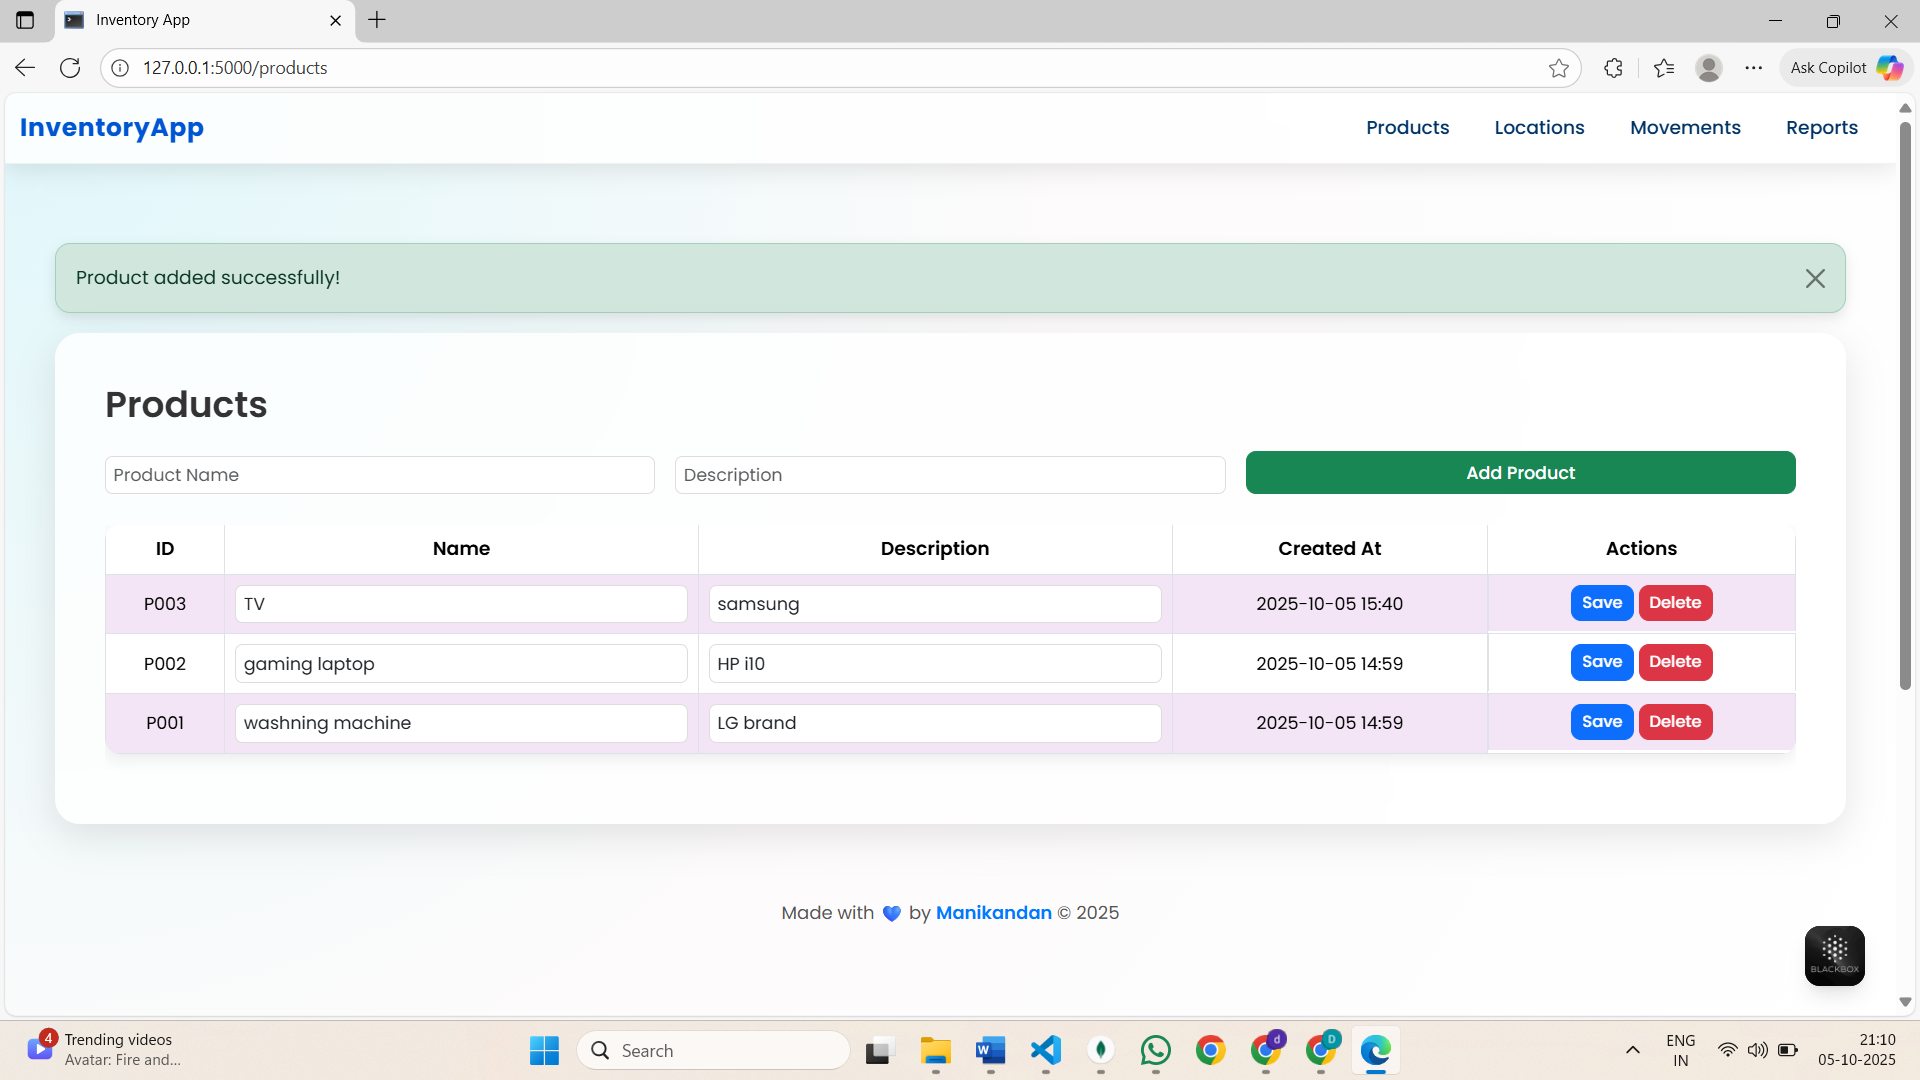 Inventory App
127.0.0.1:5000/products
Ask Copilot
InventoryApp
Products Locations Movements Reports
Product added successfully!
Products
Product Name Description Add Product
ID Name Description Created At Actions
P003 TV samsung 2025-10-05 15:40 Save Delete
P002 gaming laptop HP i10 2025-10-05 14:59 Save Delete
P001 washning machine LG brand 2025-10-05 14:59 Save Delete
Made with 💙 by Manikandan © 2025
BLACKBOX
4 Trending videos
Avatar: Fire and...
Search
W
d
D
ENG
IN
21:10
05-10-2025